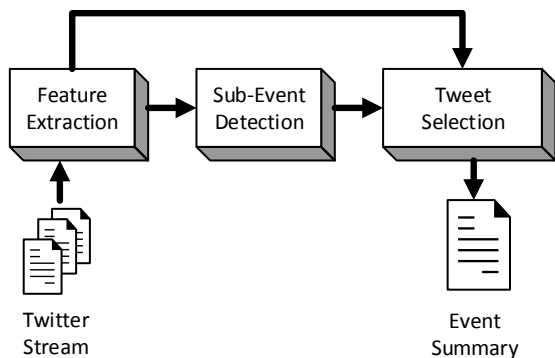 Feature
Extraction
Sub-Event
Detection
Tweet
Selection
Twitter
Stream
Event
Summary